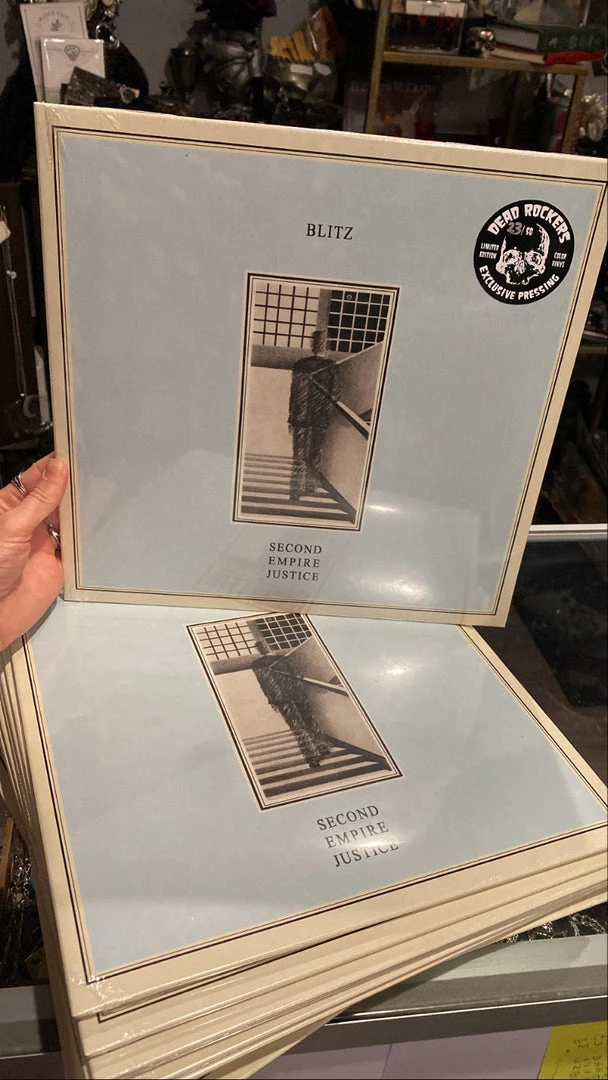 BLITZ
DEAD ROCKERS
23/50
LIMITED
EDITION
COLOR
VINYL
EXCLUSIVE PRESSING
SECOND
EMPIRE
JUSTICE
SECOND
EMPIRE
JUSTICE